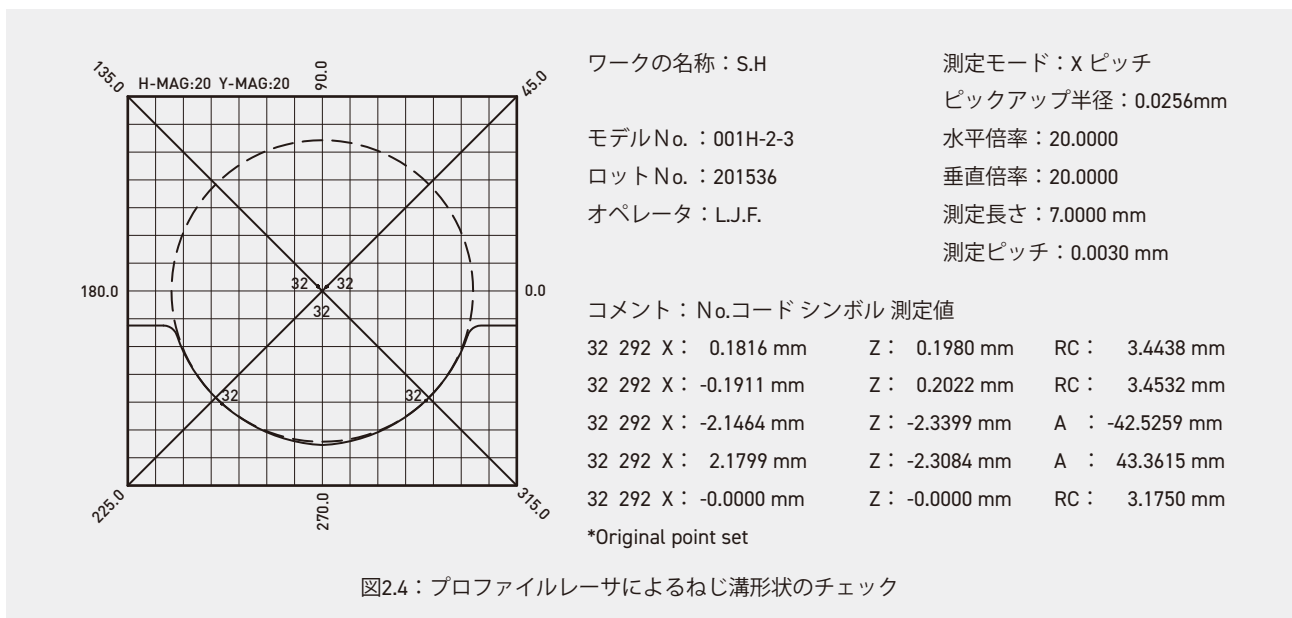 135.0
H-MAG:20 Y-MAG:20
90.0
45.0
180.0
32 32
32
0.0
32
32
225.0
270.0
315.0
ワークの名称：S.H
測定モード：X ピッチ
ピックアップ半径：0.0256mm
モデルＮo.：001H-2-3
水平倍率：20.0000
ロットＮo.：201536
垂直倍率：20.0000
オペレータ：L.J.F.
測定長さ：7.0000 mm
測定ピッチ：0.0030 mm
コメント：Ｎo.コード シンボル 測定値
32 292 X： 0.1816 mm Z： 0.1980 mm RC： 3.4438 mm
32 292 X： -0.1911 mm Z： 0.2022 mm RC： 3.4532 mm
32 292 X： -2.1464 mm Z： -2.3399 mm A ： -42.5259 mm
32 292 X： 2.1799 mm Z： -2.3084 mm A ： 43.3615 mm
32 292 X： -0.0000 mm Z： -0.0000 mm RC： 3.1750 mm
*Original point set
図2.4：プロファイルレーサによるねじ溝形状のチェック